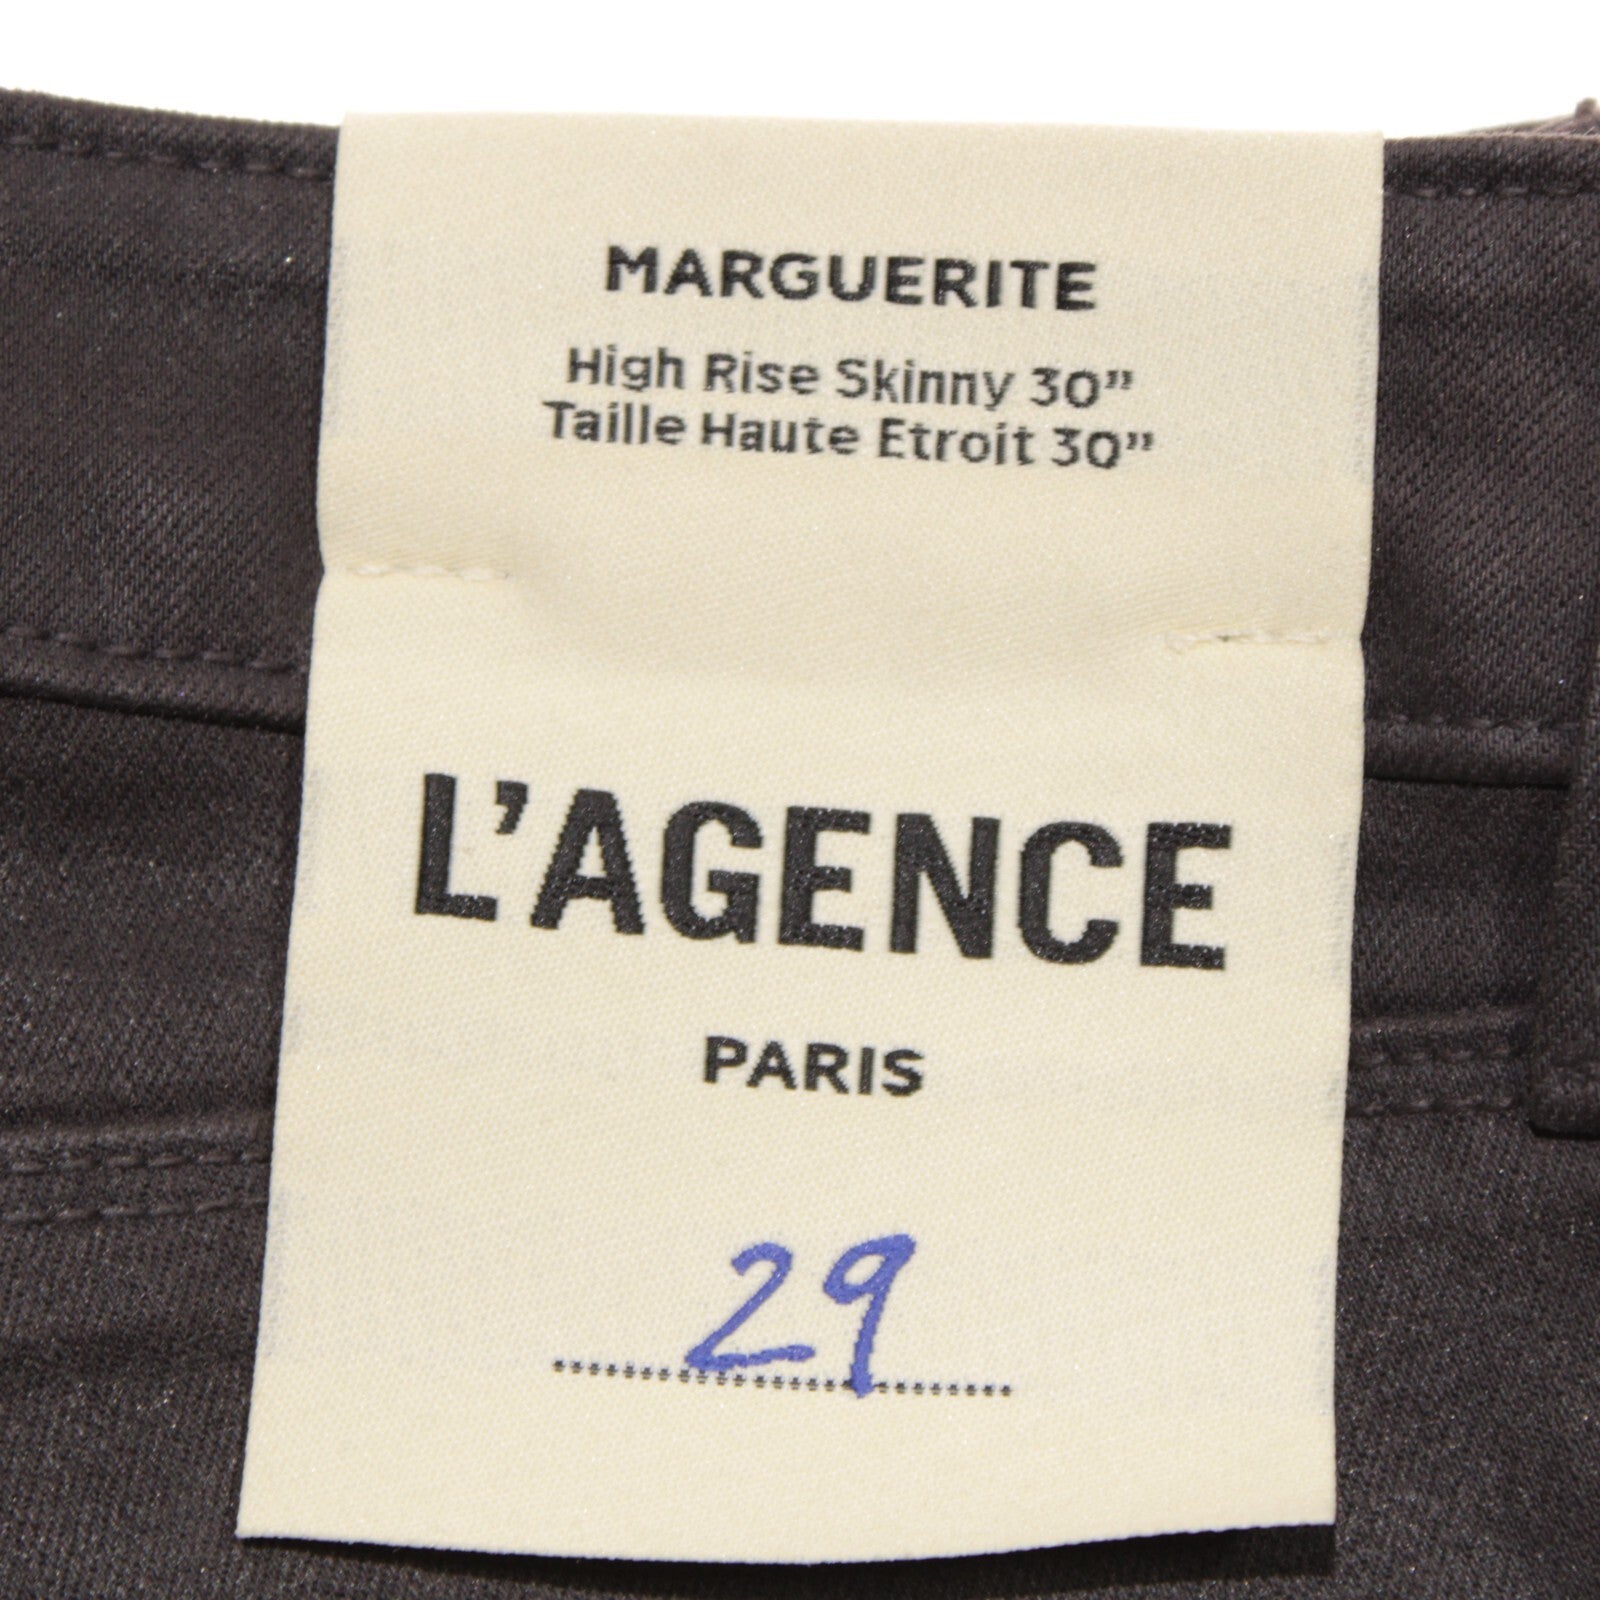 MARGUERITE
High Rise Skinny 30”
Taille Haute Etroit 30”
L’AGENCE
PARIS
29